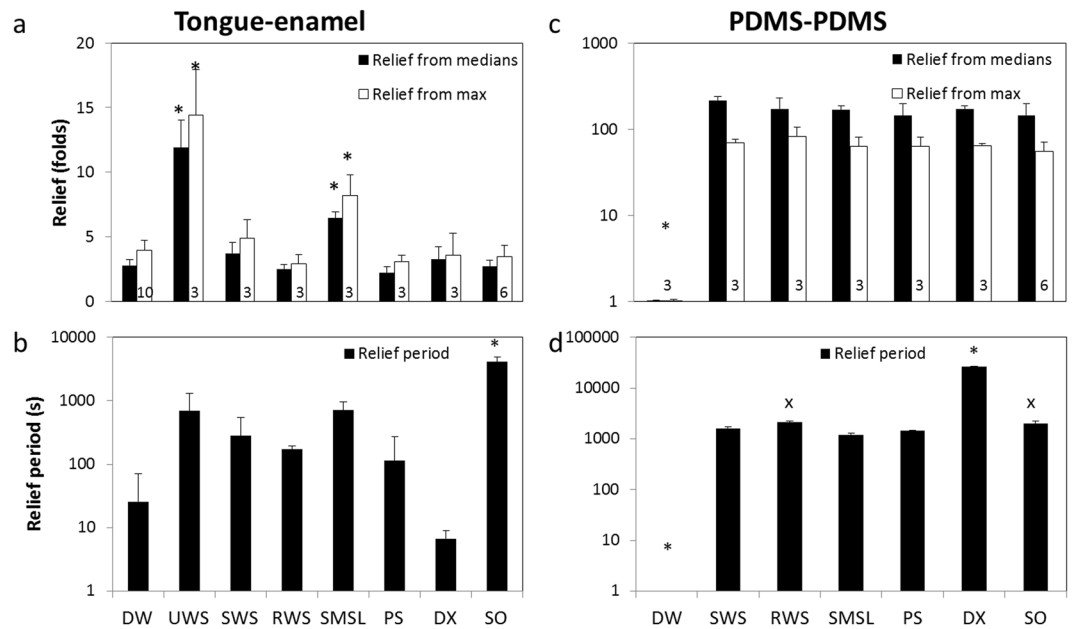 Tongue-enamel
PDMS-PDMS
a
Relief (folds)
20
15
10
5
0
Relief from medians
Relief from max
* * * *
10 3 3 3 3 3 3 6
c
1000
100
10
1
Relief from medians
Relief from max
*
3 3 3 3 3 3 6
b
Relief period (s)
10000
1000
100
10
1
Relief period
*
DW UWS SWS RWS SMSL PS DX SO
d
100000
10000
1000
100
10
1
Relief period
* x * x
DW SWS RWS SMSL PS DX SO